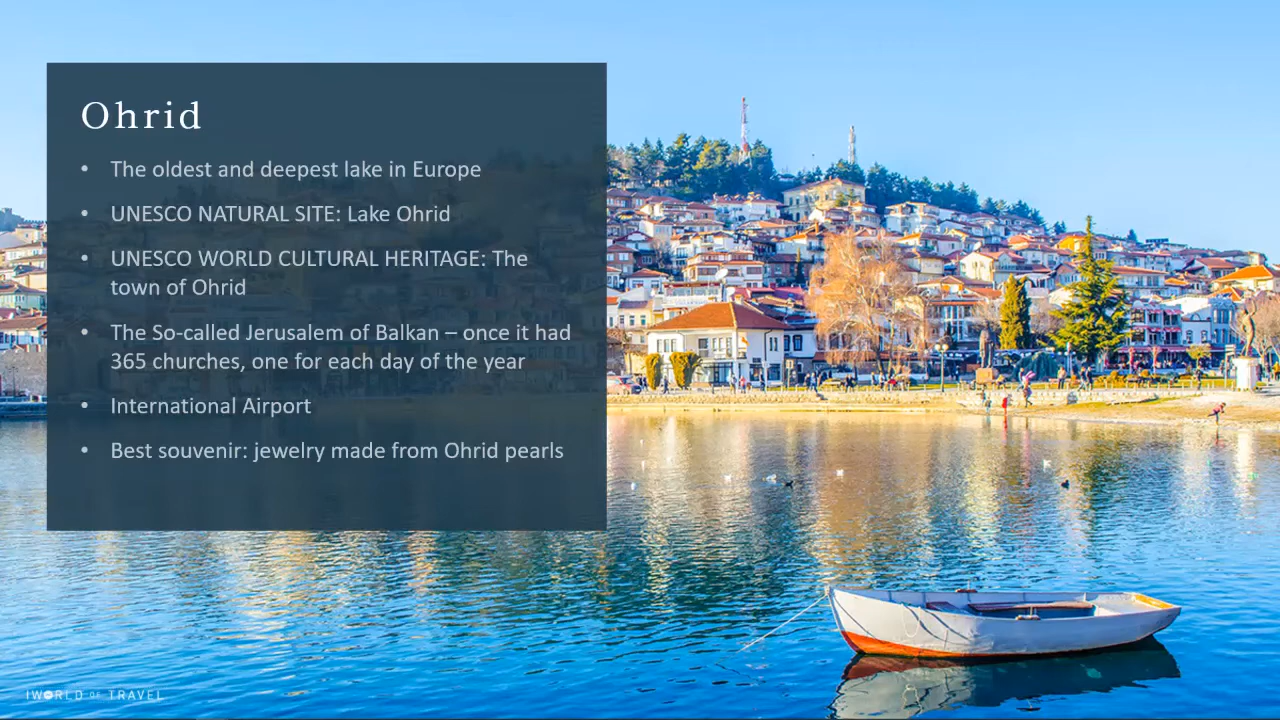 Ohrid
• The oldest and deepest lake in Europe
• UNESCO NATURAL SITE: Lake Ohrid
• UNESCO WORLD CULTURAL HERITAGE: The
town of Ohrid
• The So-called Jerusalem of Balkan – once it had
365 churches, one for each day of the year
• International Airport
• Best souvenir: jewelry made from Ohrid pearls
IWORLD OF TRAVEL